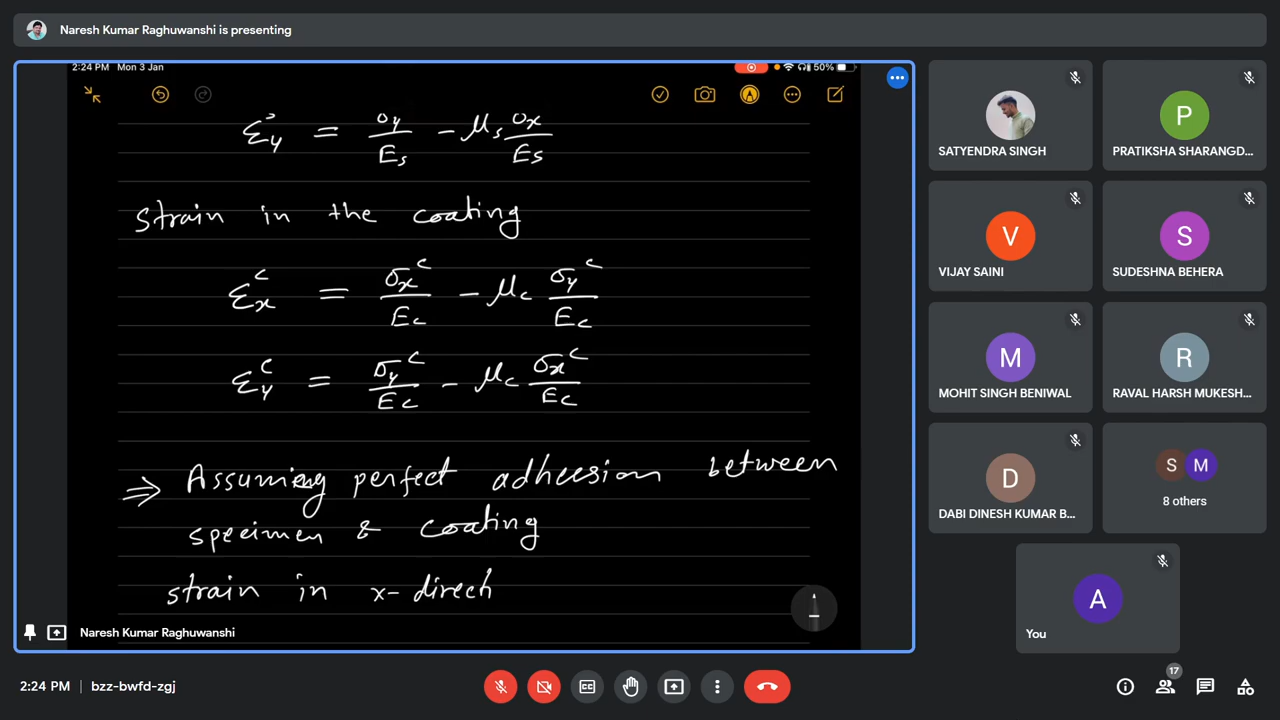 Naresh Kumar Raghuwanshi is presenting
2:24 PM Mon 3 Jan
50%
ε_y^s = σ_y/E_s - μ_s σ_x/E_s
strain in the coating
ε_x^c = σ_x^c/E_c - μ_c σ_y^c/E_c
ε_y^c = σ_y^c/E_c - μ_c σ_x^c/E_c
⇒ Assuming perfect adheesion between
specimen & coating
strain in x- direct
Naresh Kumar Raghuwanshi
SATYENDRA SINGH
P
PRATIKSHA SHARANGD...
V
VIJAY SAINI
S
SUDESHNA BEHERA
M
MOHIT SINGH BENIWAL
R
RAVAL HARSH MUKESH...
D
DABI DINESH KUMAR B...
S M
8 others
A
You
2:24 PM | bzz-bwfd-zgj
17